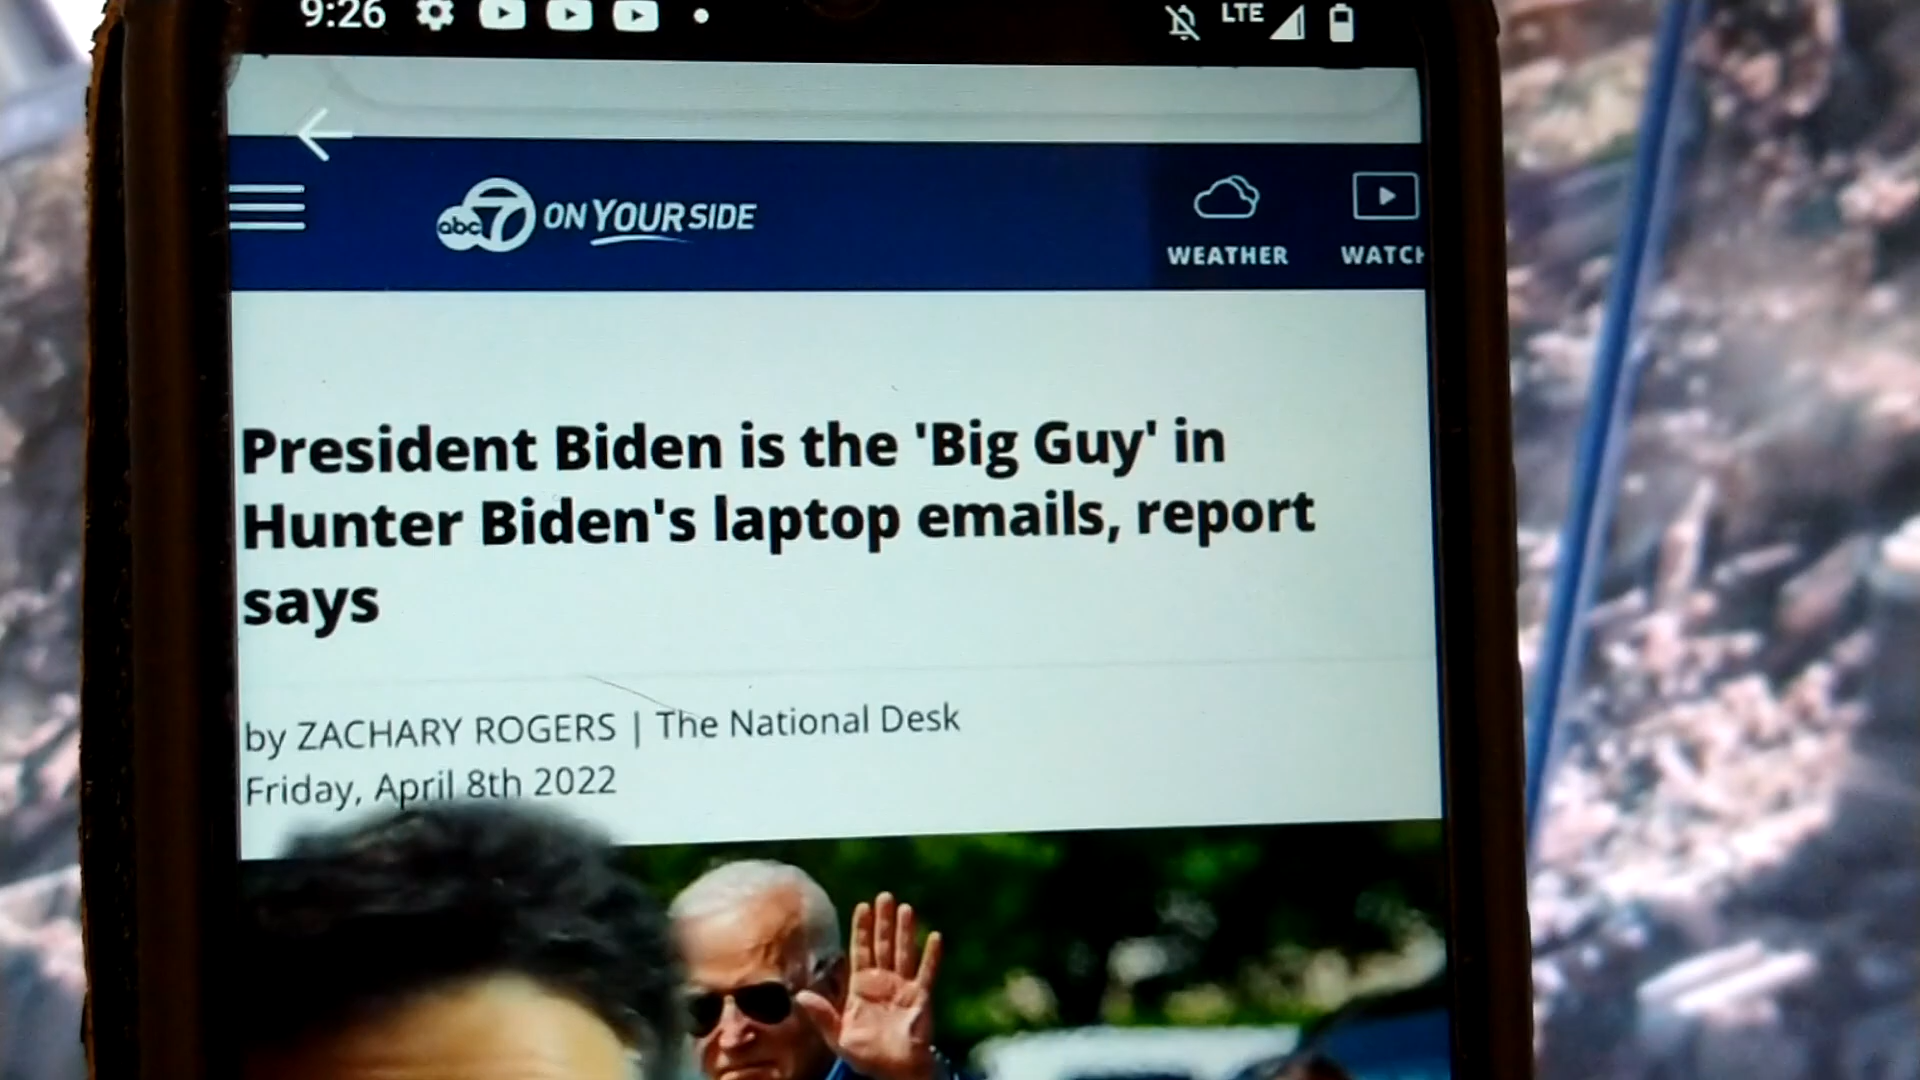 9:26
LTE
abc 7 ON YOUR SIDE
WEATHER
WATCH
President Biden is the 'Big Guy' in
Hunter Biden's laptop emails, report
says
by ZACHARY ROGERS | The National Desk
Friday, April 8th 2022